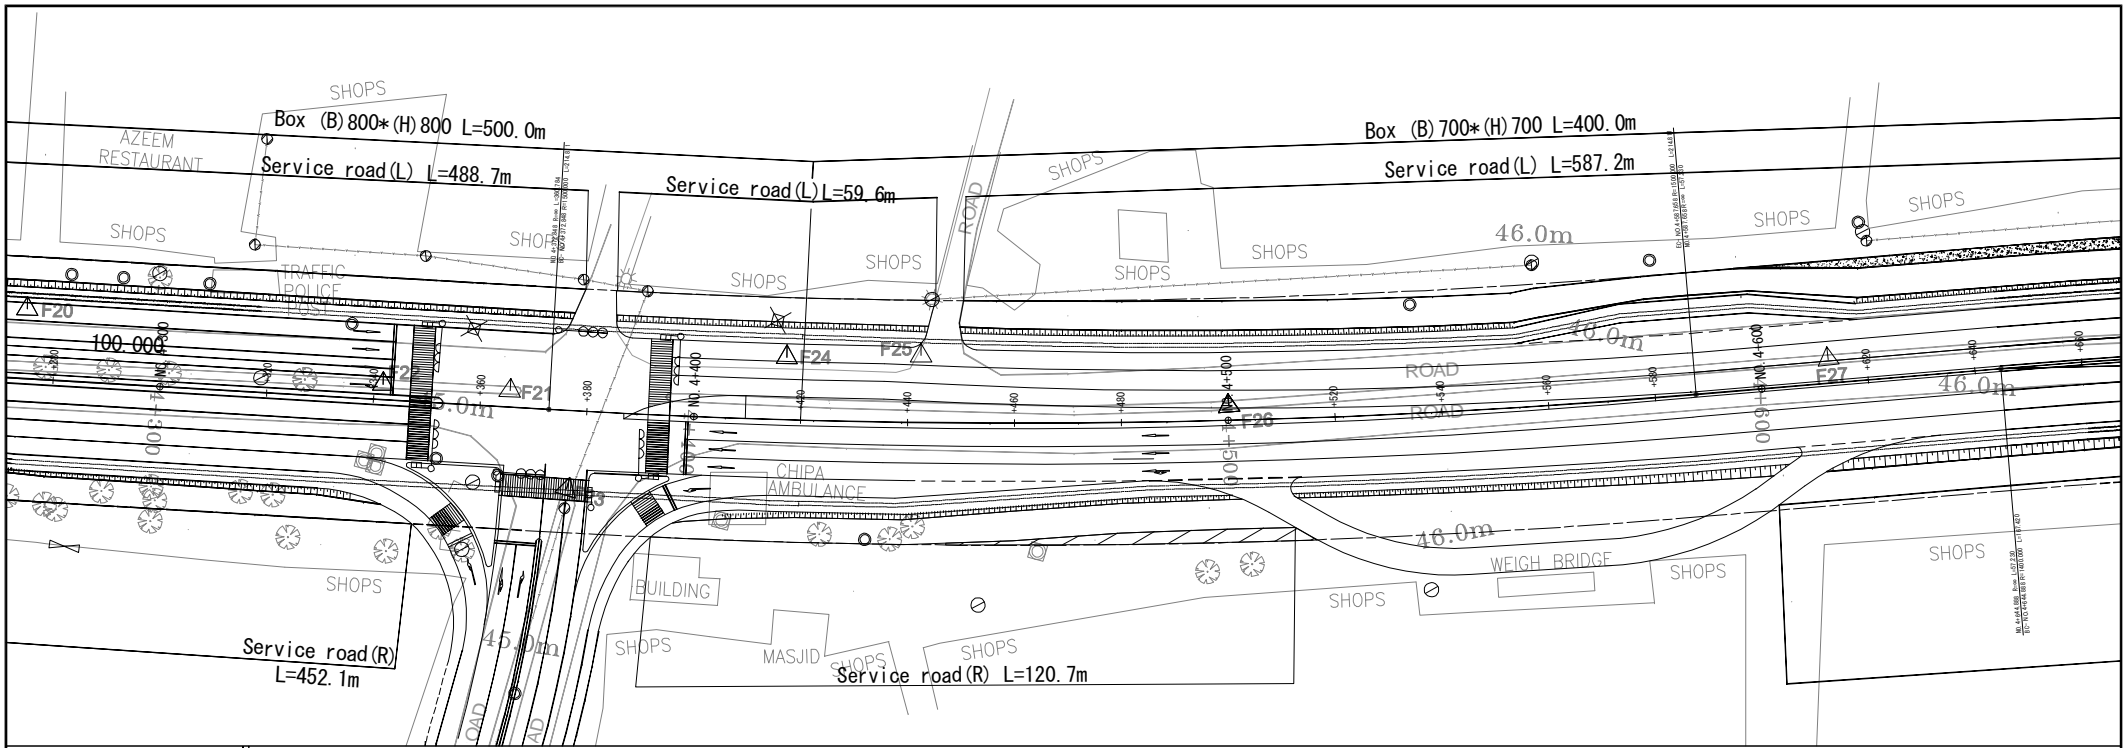 SHOPS
Box (B)800*(H)800 L=500.0m
Box (B)700*(H)700 L=400.0m
AZEEM
RESTAURANT
SHOPS
Service road(L) L=488.7m
Service road(L)L=59.6m
Service road(L) L=587.2m
ROAD
SHOPS
SHOPS
SHOPS
SHOPS
46.0m
SHOPS
SHOPS
SHOPS
SHOPS
SHOPS
TRAFFIC
POLICE
POST
F20
100.000
46.0m
F24
F25
F27
F22
F21
ROAD
ROAD
46.0m
F26
+360
+380
NO.4+400
+420
+440
+460
+480
+520
+540
+560
+580
NO.4+600
+620
+640
+660
4+300
4+500
4+600
CHIPA
AMBULANCE
46.0m
WEIGH BRIDGE
SHOPS
SHOPS
SHOPS
BUILDING
SHOPS
45.0m
SHOPS
MASJID
SHOPS
SHOPS
Service road(R)
L=452.1m
Service road(R) L=120.7m